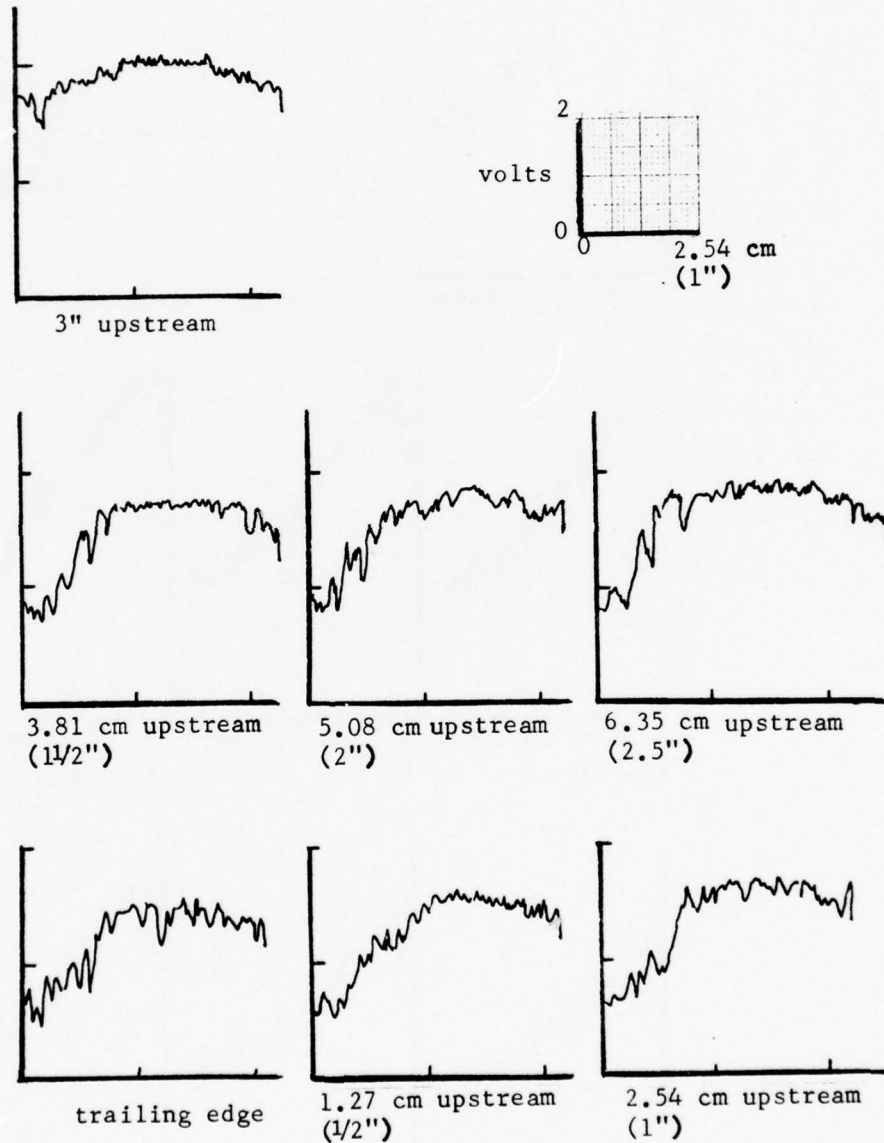 2
volts
0
0
2.54 cm
(1")
3" upstream
3.81 cm upstream
(1½")
5.08 cm upstream
(2")
6.35 cm upstream
(2.5")
trailing edge
1.27 cm upstream
(½")
2.54 cm upstream
(1")